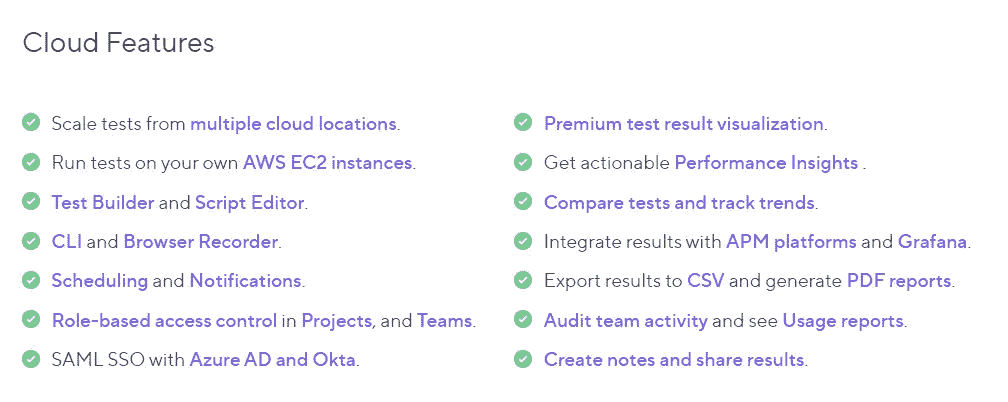 Cloud Features
Scale tests from multiple cloud locations.
Run tests on your own AWS EC2 instances.
Test Builder and Script Editor.
CLI and Browser Recorder.
Scheduling and Notifications.
Role-based access control in Projects, and Teams.
SAML SSO with Azure AD and Okta.
Premium test result visualization.
Get actionable Performance Insights .
Compare tests and track trends.
Integrate results with APM platforms and Grafana.
Export results to CSV and generate PDF reports.
Audit team activity and see Usage reports.
Create notes and share results.